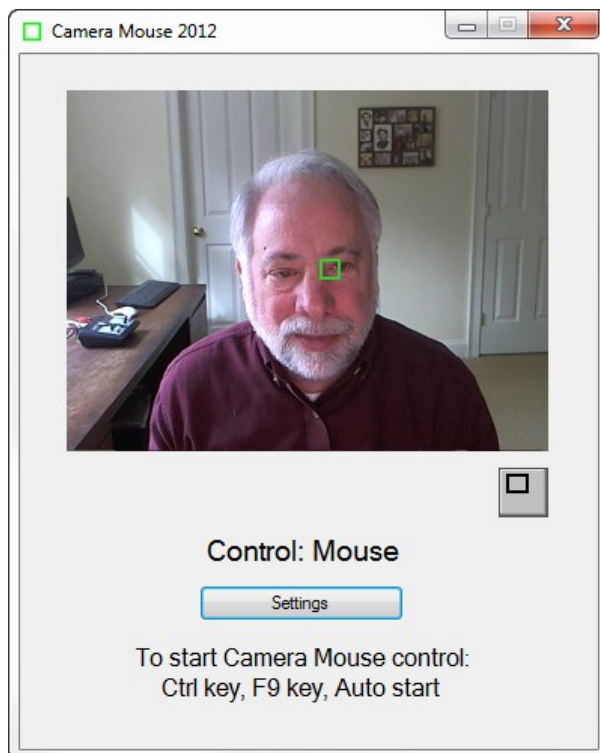 Camera Mouse 2012
Control: Mouse
Settings
To start Camera Mouse control:
Ctrl key, F9 key, Auto start